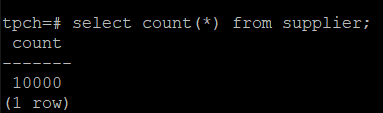 tpch=# select count(*) from supplier;
count
-------
10000
(1 row)